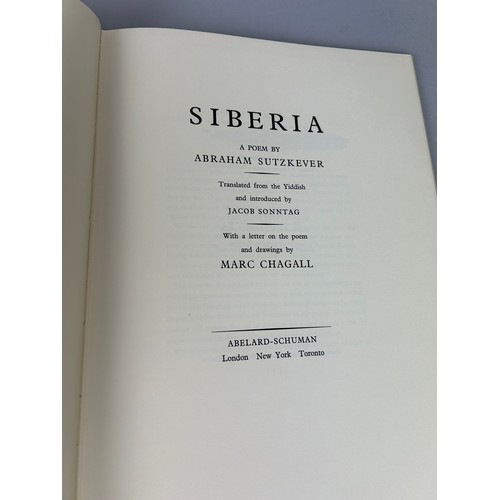 SIBERIA
A POEM BY
ABRAHAM SUTZKEVER
Translated from the Yiddish
and introduced by
JACOB SONNTAG
With a letter on the poem
and drawings by
MARC CHAGALL
ABELARD-SCHUMAN
London New York Toronto